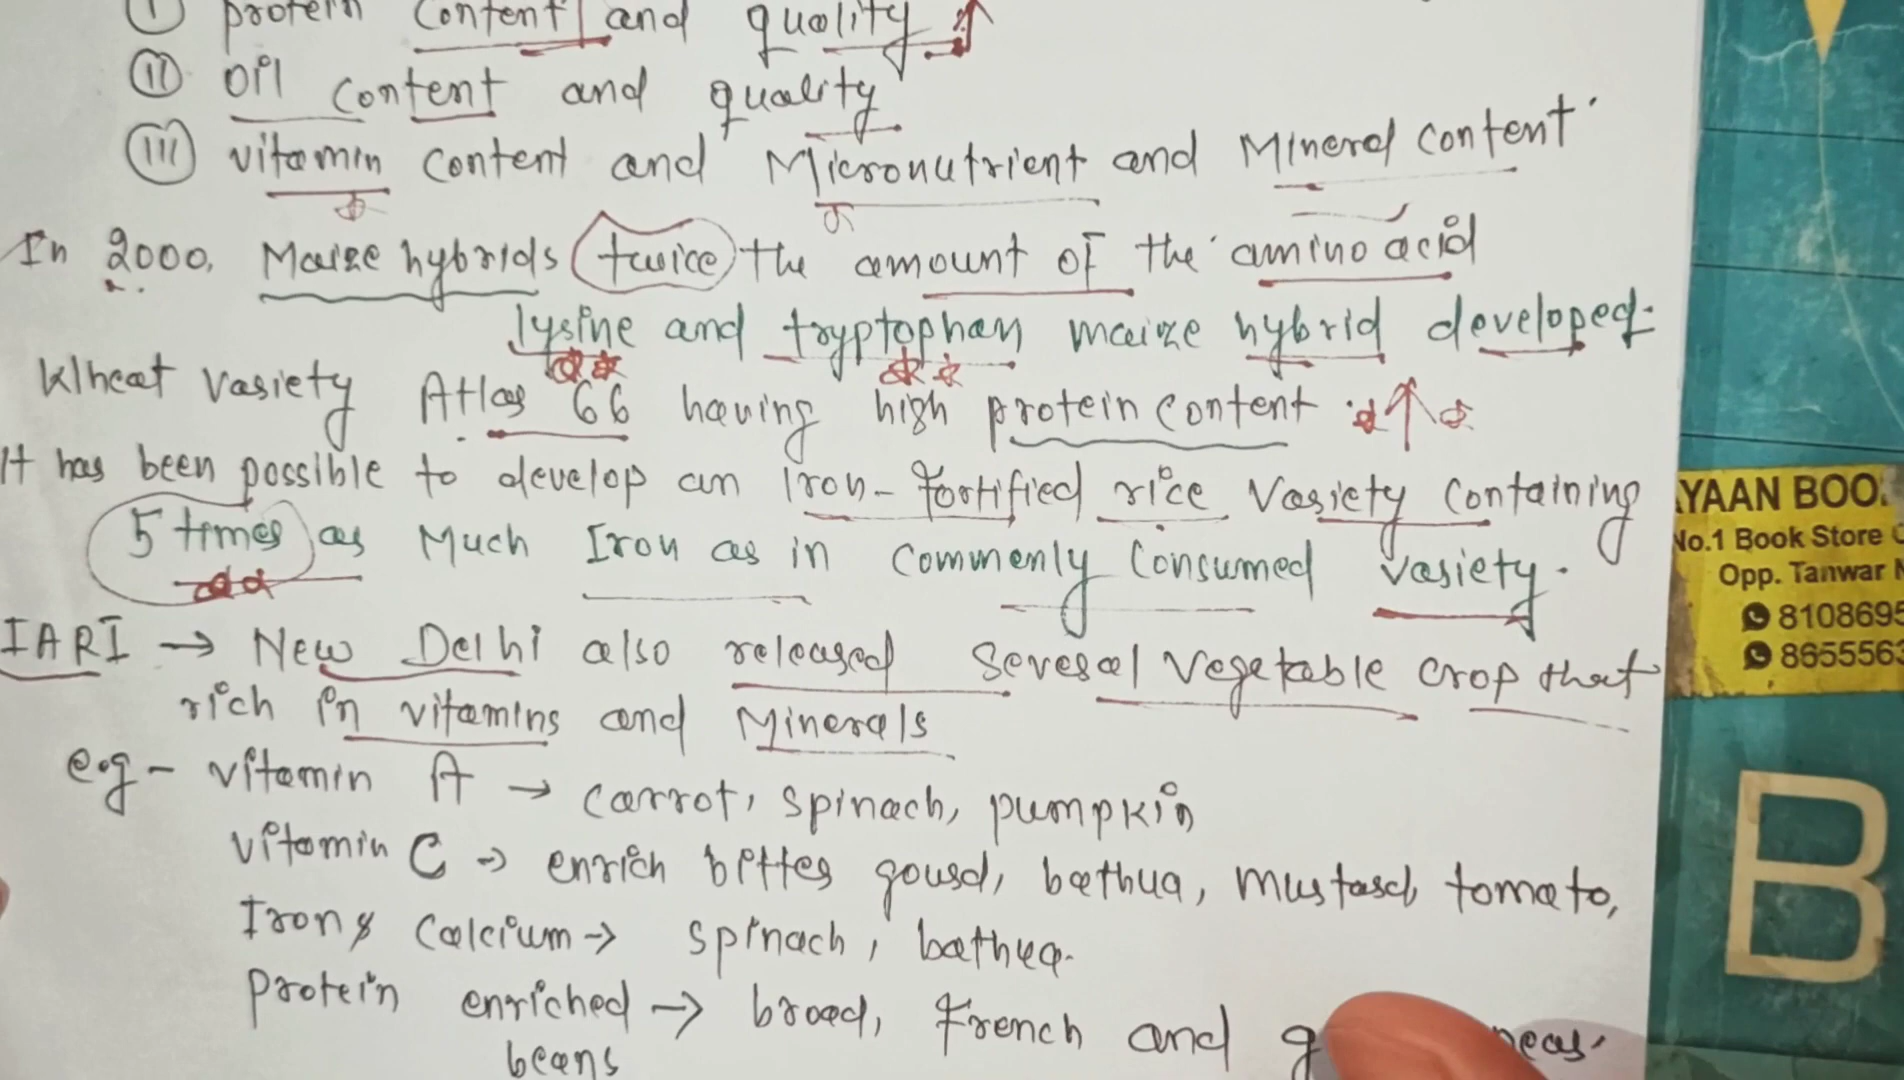 (I) protein content and quality ↑
(II) oil content and quality
(III) vitamin content and Micronutrient and Mineral content
In 2000, Maize hybrids twice the amount of the amino acid
lysine and tryptophan maize hybrid developed.
Wheat variety Atlas 66 having high protein content ↑
It has been possible to develop an Iron-fortified rice variety containing
5 times as Much Iron as in commonly consumed variety.
IARI → New Delhi also released several vegetable crop that
rich in vitamins and Minerals
e.g - vitamin A → carrot, spinach, pumpkin
vitamin C → enrich bitter gourd, bathua, mustard tomato,
Iron & calcium → spinach, bathua.
protein enriched → broad, french and peas.
beans
YAAN BOO
No.1 Book Store
Opp. Tanwar
810869
865556
B